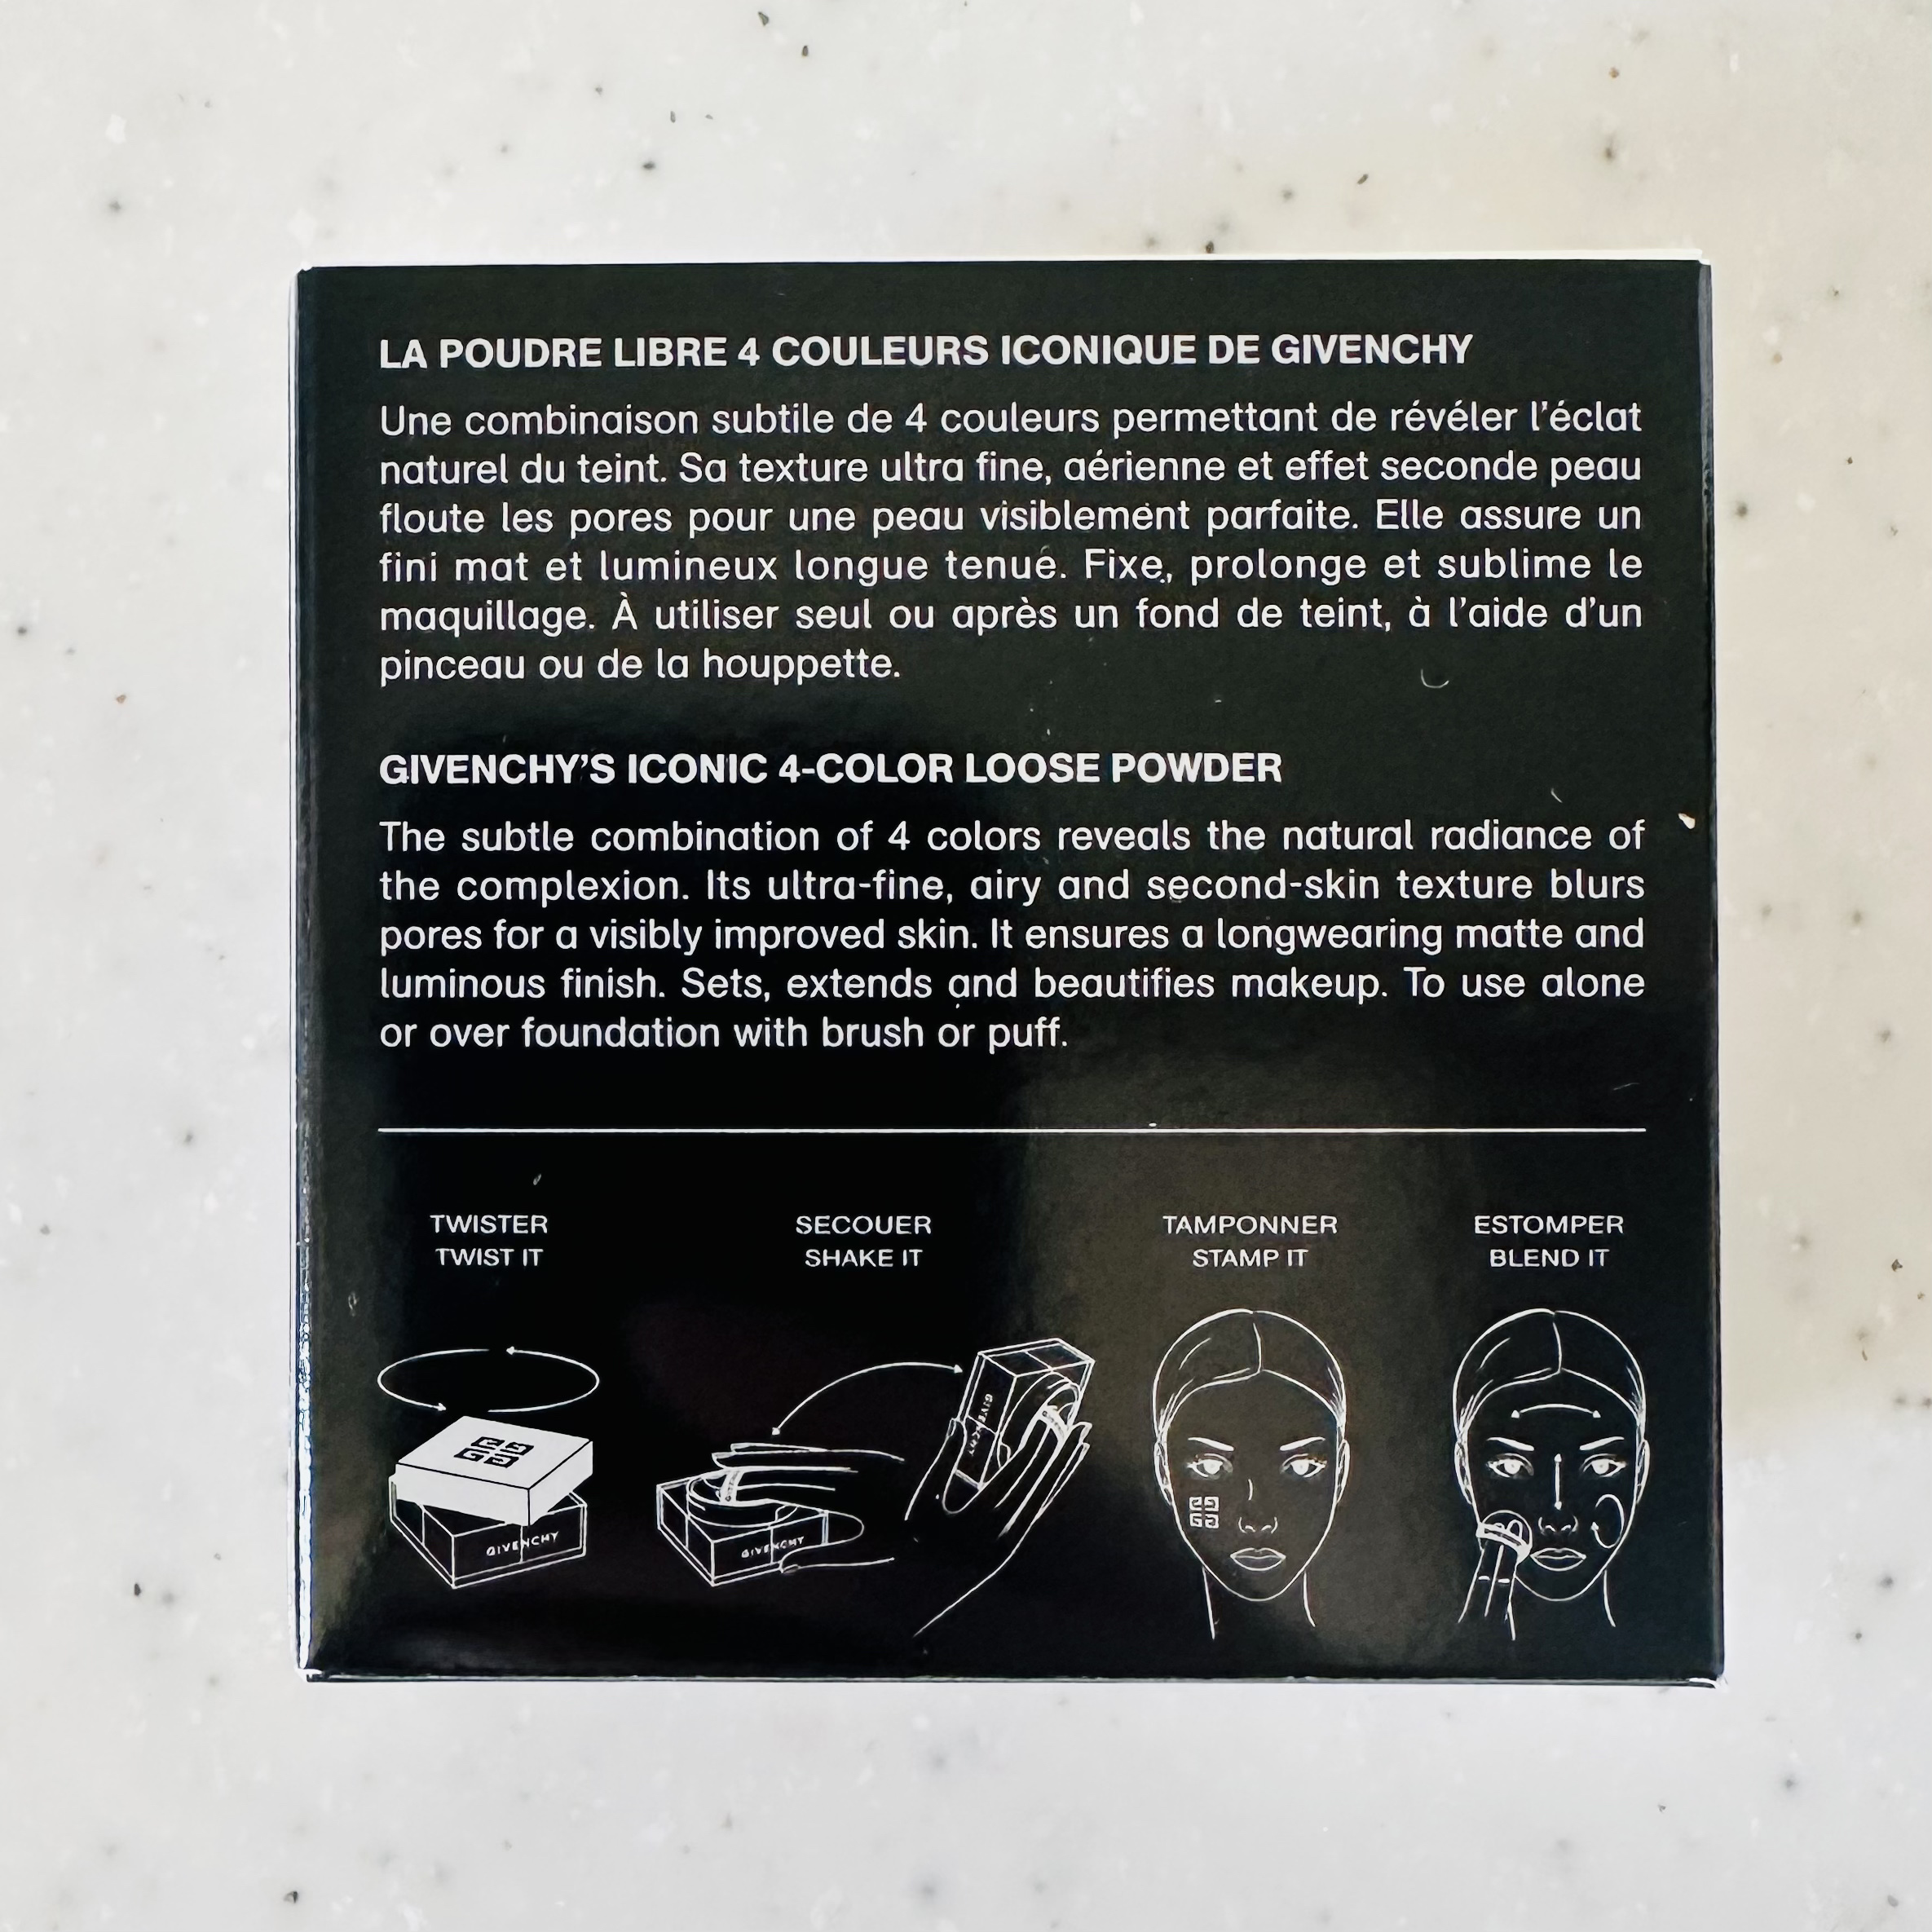 LA POUDRE LIBRE 4 COULEURS ICONIQUE DE GIVENCHY
Une combinaison subtile de 4 couleurs permettant de révéler l'éclat
naturel du teint. Sa texture ultra fine, aérienne et effet seconde peau
floute les pores pour une peau visiblement parfaite. Elle assure un
fini mat et lumineux longue tenue. Fixe, prolonge et sublime le
maquillage. À utiliser seul ou après un fond de teint, à l'aide d'un
pinceau ou de la houppette.
GIVENCHY'S ICONIC 4-COLOR LOOSE POWDER
The subtle combination of 4 colors reveals the natural radiance of
the complexion. Its ultra-fine, airy and second-skin texture blurs
pores for a visibly improved skin. It ensures a longwearing matte and
luminous finish. Sets, extends and beautifies makeup. To use alone
or over foundation with brush or puff.
TWISTER
TWIST IT
SECOUER
SHAKE IT
TAMPONNER
STAMP IT
ESTOMPER
BLEND IT
GIVENCHY
GIVENCHY
GIVENCHY